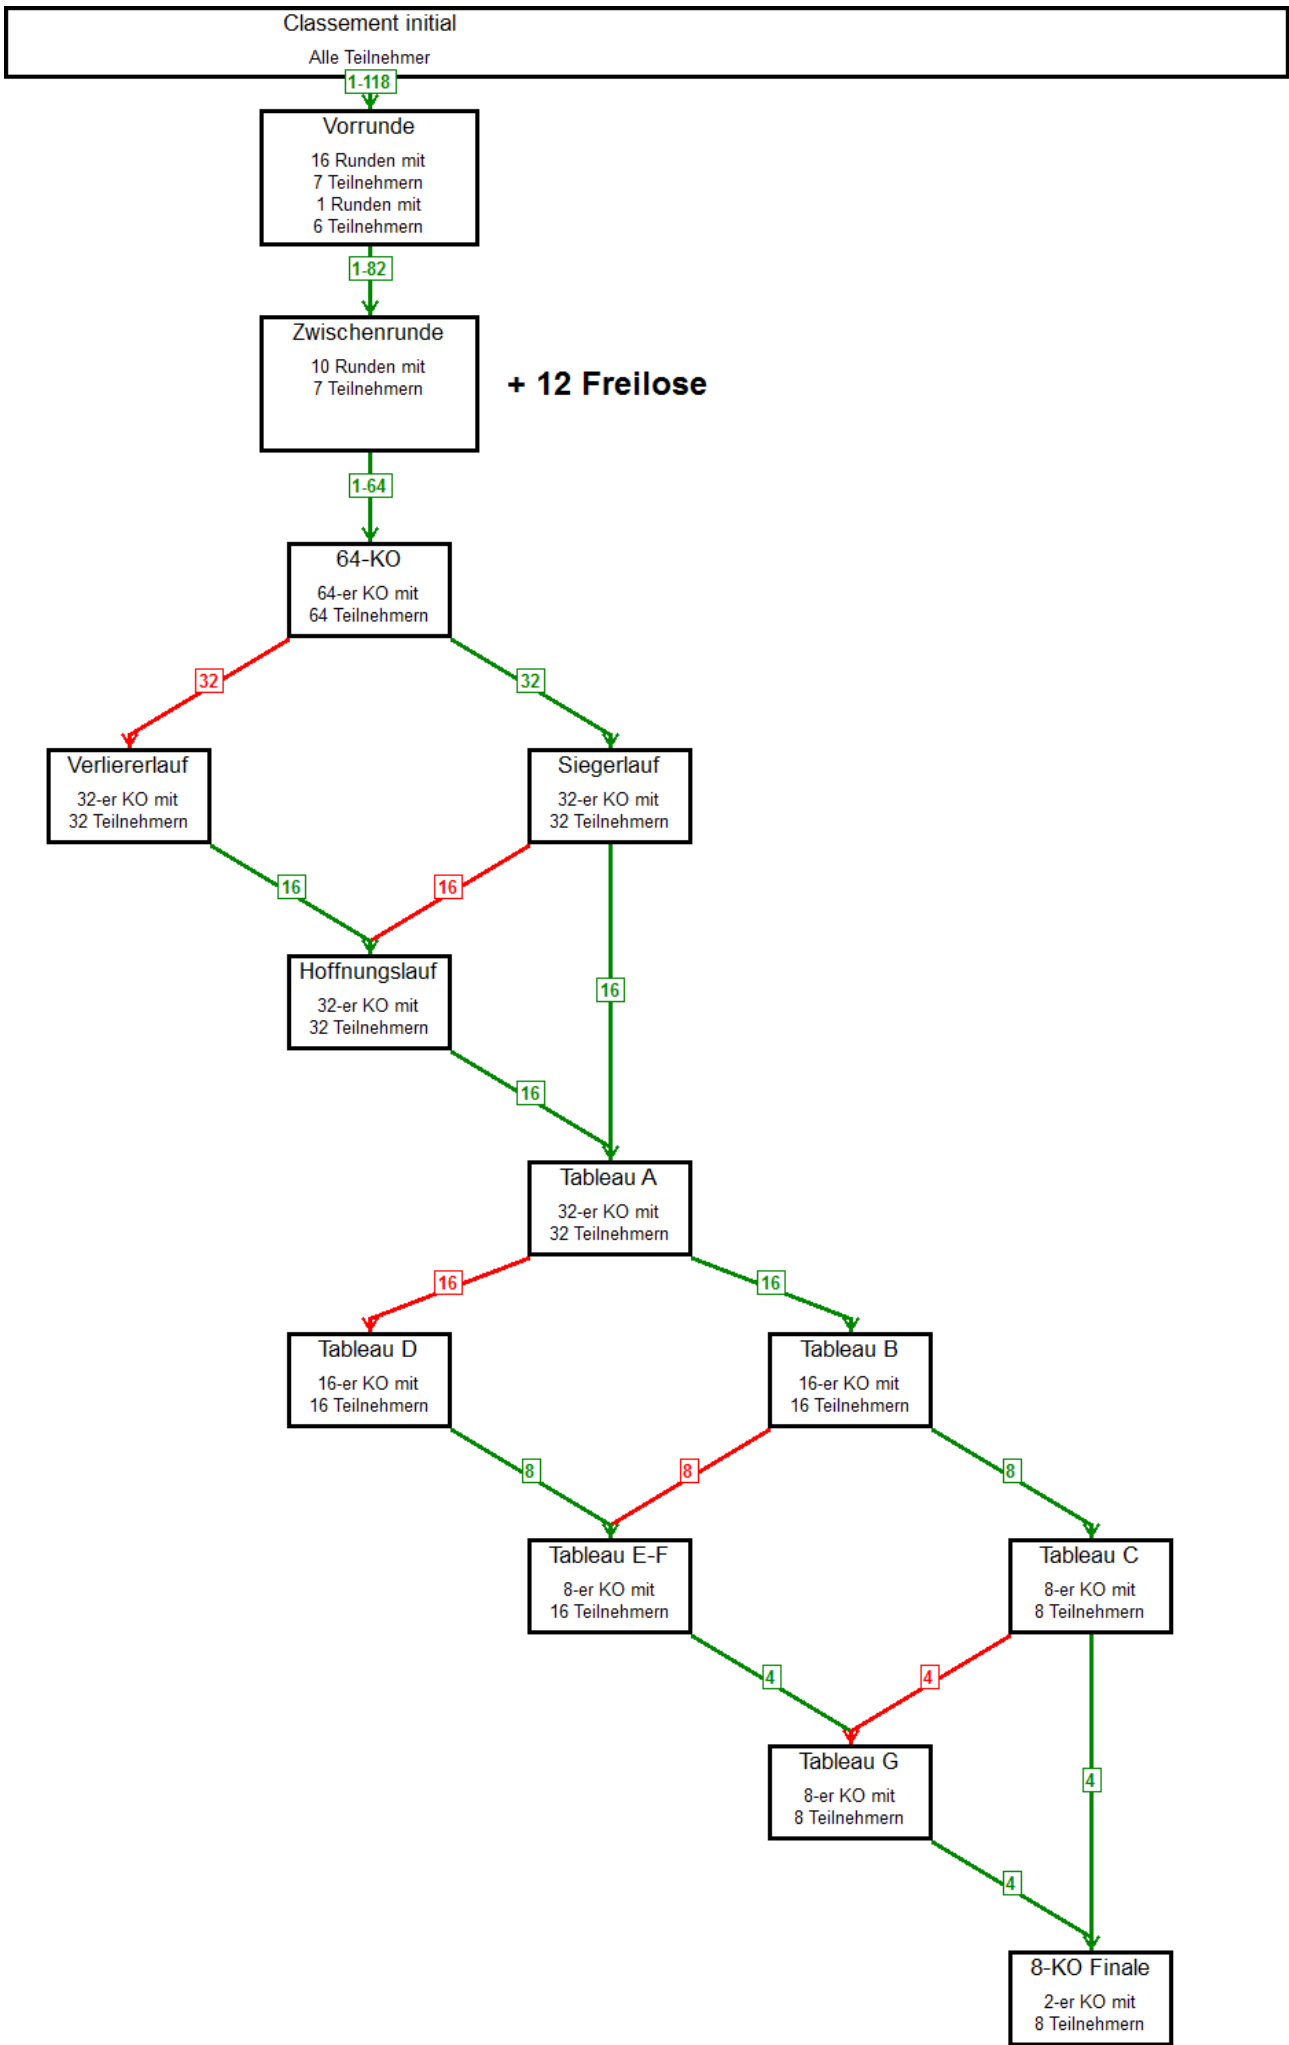 Classement initial
Alle Teilnehmer
1-118
Vorrunde
16 Runden mit
7 Teilnehmern
1 Runden mit
6 Teilnehmern
1-82
Zwischenrunde
10 Runden mit
7 Teilnehmern
+ 12 Freilose
1-64
64-KO
64-er KO mit
64 Teilnehmern
32
32
Verliererlauf
32-er KO mit
32 Teilnehmern
Siegerlauf
32-er KO mit
32 Teilnehmern
16
16
Hoffnungslauf
32-er KO mit
32 Teilnehmern
16
16
Tableau A
32-er KO mit
32 Teilnehmern
16
16
Tableau D
16-er KO mit
16 Teilnehmern
Tableau B
16-er KO mit
16 Teilnehmern
8
8
8
Tableau E-F
8-er KO mit
16 Teilnehmern
Tableau C
8-er KO mit
8 Teilnehmern
4
4
Tableau G
8-er KO mit
8 Teilnehmern
4
4
8-KO Finale
2-er KO mit
8 Teilnehmern